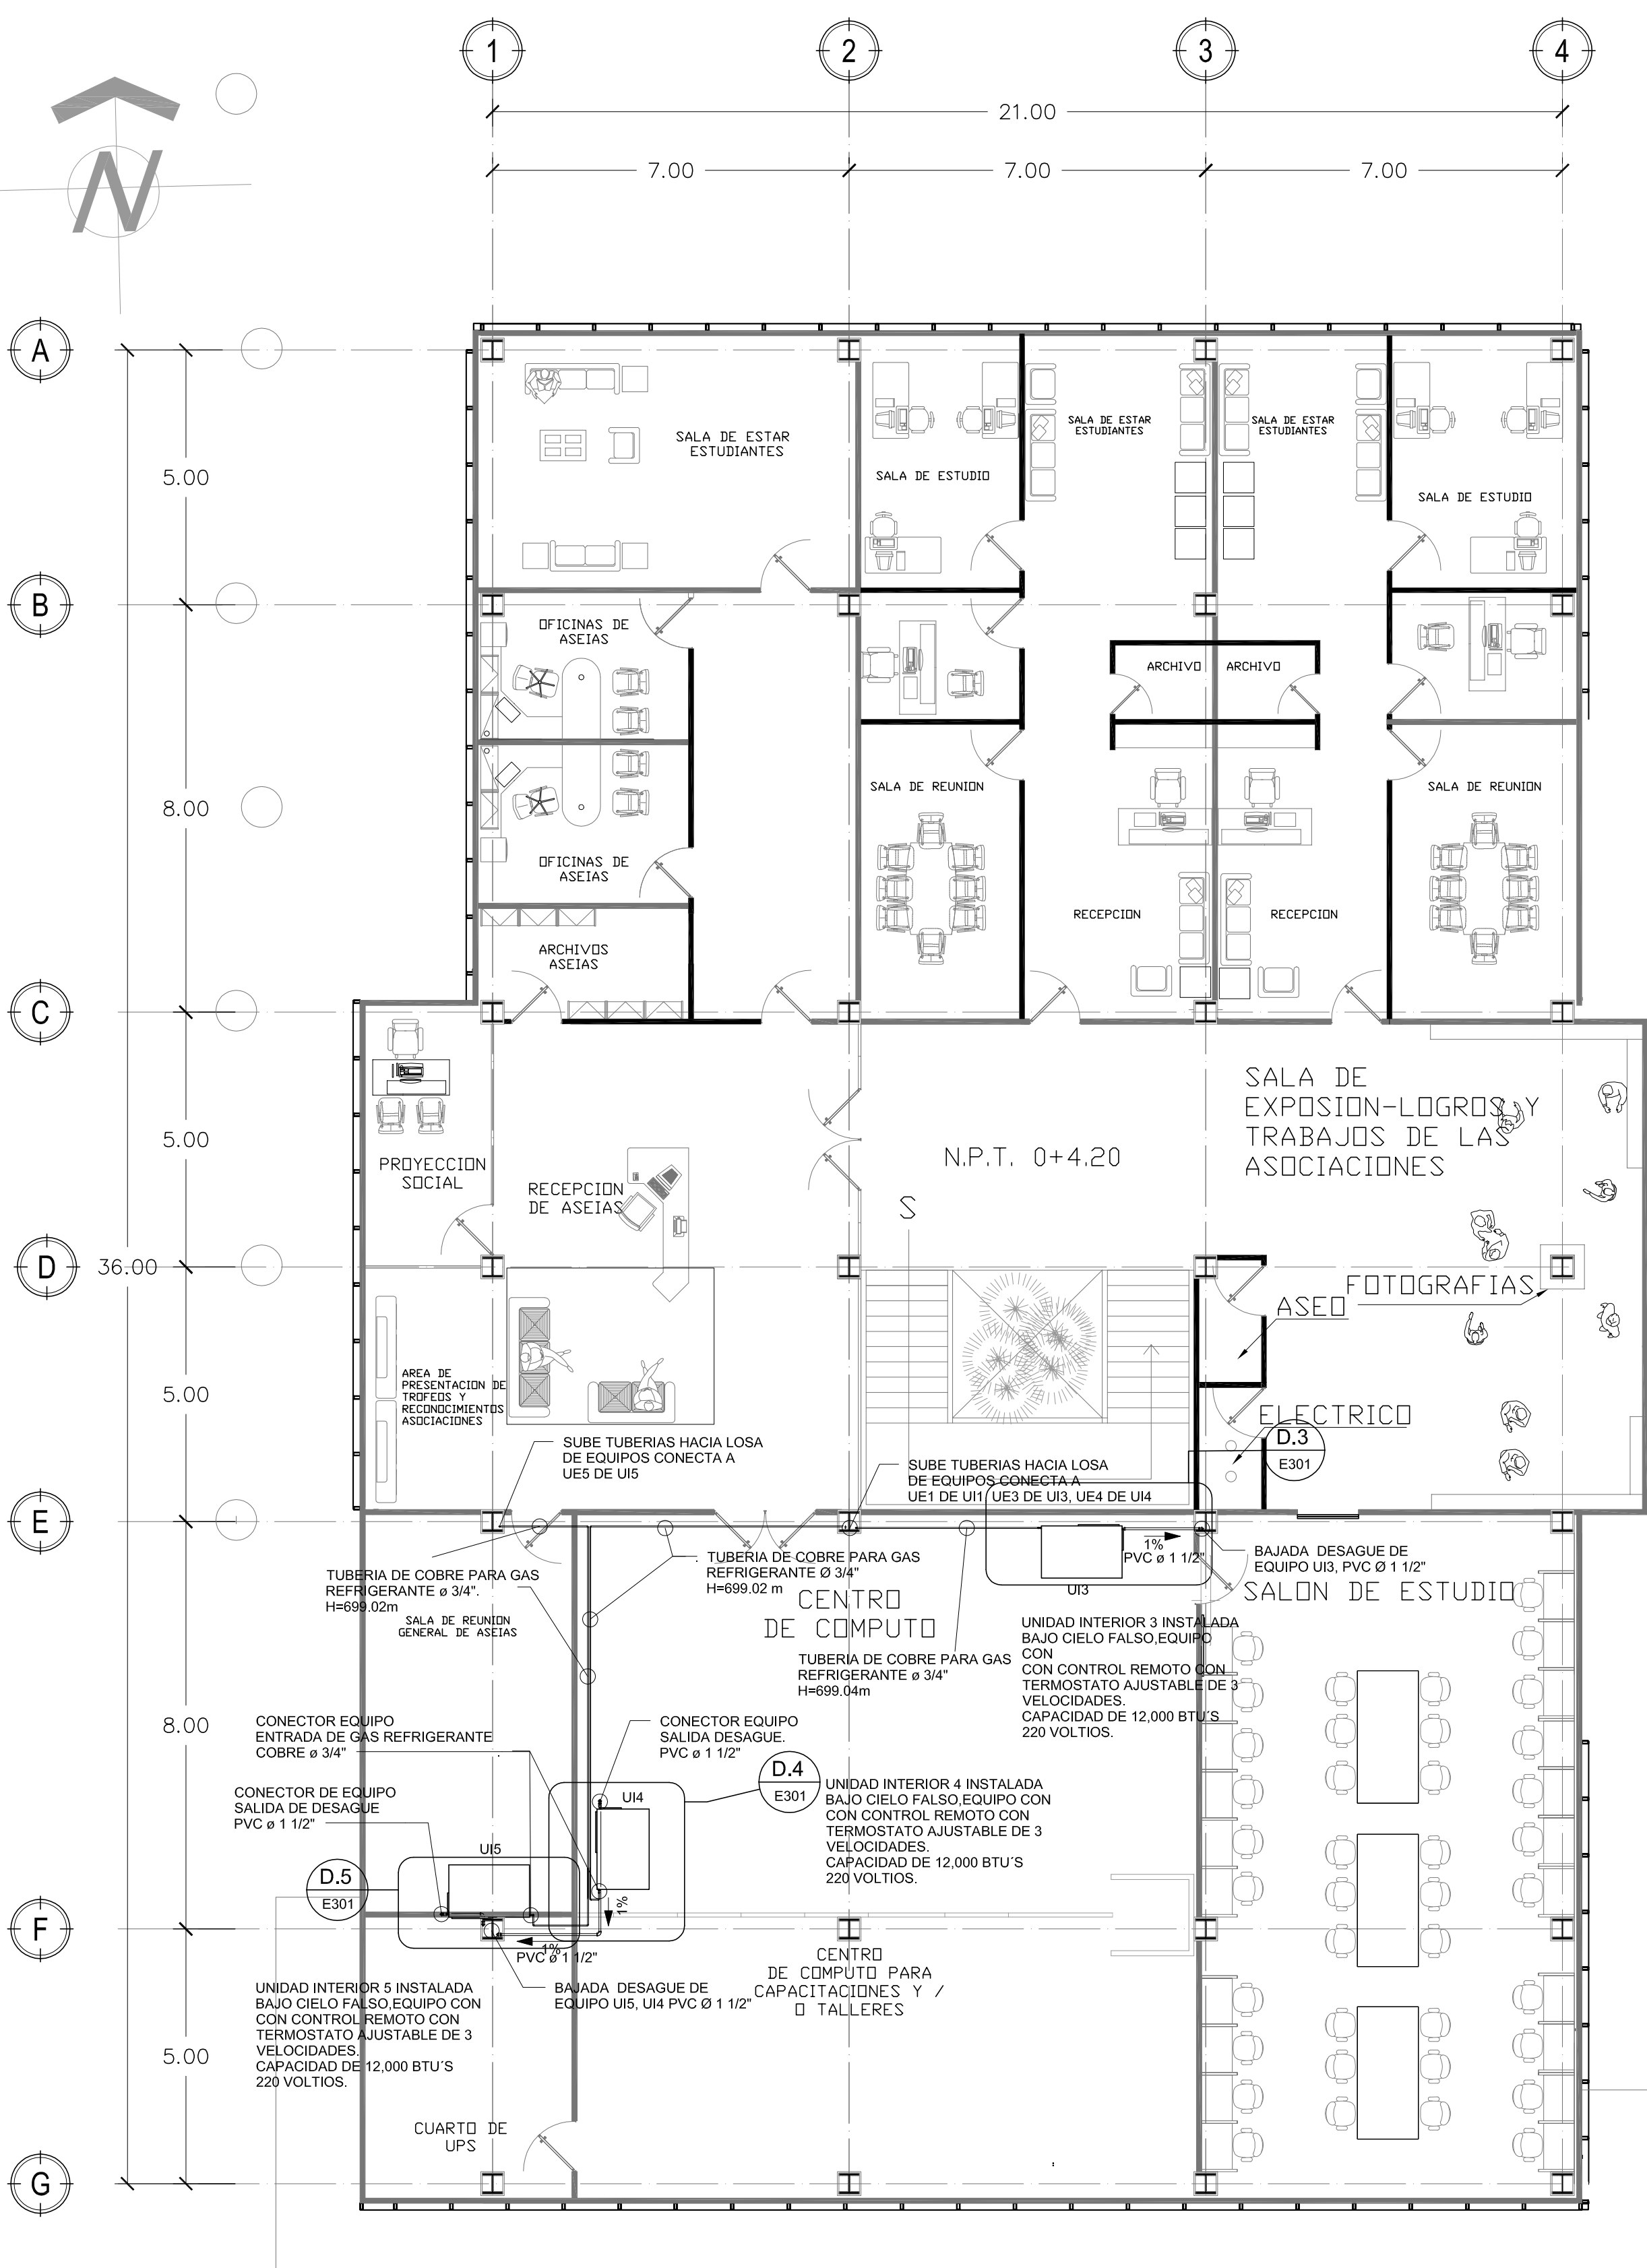 1
2
3
4
21.00
7.00
7.00
7.00
N
A
5.00
SALA DE ESTAR
ESTUDIANTES
SALA DE ESTUDIO
SALA DE ESTAR
ESTUDIANTES
SALA DE ESTAR
ESTUDIANTES
SALA DE ESTUDIO
B
OFICINAS DE
ASEIAS
ARCHIVO
ARCHIVO
8.00
SALA DE REUNION
SALA DE REUNION
OFICINAS DE
ASEIAS
RECEPCION
RECEPCION
ARCHIVOS
ASEIAS
C
5.00
PROYECCION
SOCIAL
RECEPCION
DE ASEIAS
N.P.T. 0+4.20
SALA DE
EXPOSION-LOGROS Y
TRABAJOS DE LAS
ASOCIACIONES
S
D
36.00
FOTOGRAFIAS
ASEO
5.00
AREA DE
PRESENTACION DE
TROFEOS Y
RECONOCIMIENTOS
ASOCIACIONES
ELECTRICO
D.3
E301
SUBE TUBERIAS HACIA LOSA
DE EQUIPOS CONECTA A
UE5 DE UI5
SUBE TUBERIAS HACIA LOSA
DE EQUIPOS CONECTA A
UE1 DE UI1, UE3 DE UI3, UE4 DE UI4
E
1%
PVC ø 1 1/2"
UI3
BAJADA DESAGUE DE
EQUIPO UI3, PVC Ø 1 1/2"
TUBERIA DE COBRE PARA GAS
REFRIGERANTE ø 3/4".
H=699.02m
TUBERIA DE COBRE PARA GAS
REFRIGERANTE Ø 3/4"
H=699.02 m
SALA DE REUNION
GENERAL DE ASEIAS
CENTRO
DE COMPUTO
SALON DE ESTUDIO
TUBERIA DE COBRE PARA GAS
REFRIGERANTE ø 3/4"
H=699.04m
UNIDAD INTERIOR 3 INSTALADA
BAJO CIELO FALSO,EQUIPO
CON
CON CONTROL REMOTO CON
TERMOSTATO AJUSTABLE DE 3
VELOCIDADES.
CAPACIDAD DE 12,000 BTU´S
220 VOLTIOS.
8.00
CONECTOR EQUIPO
ENTRADA DE GAS REFRIGERANTE
COBRE ø 3/4"
CONECTOR EQUIPO
SALIDA DESAGUE.
PVC ø 1 1/2"
D.4
E301
CONECTOR DE EQUIPO
SALIDA DE DESAGUE
PVC ø 1 1/2"
UI4
UNIDAD INTERIOR 4 INSTALADA
BAJO CIELO FALSO,EQUIPO CON
CON CONTROL REMOTO CON
TERMOSTATO AJUSTABLE DE 3
VELOCIDADES.
CAPACIDAD DE 12,000 BTU´S
220 VOLTIOS.
UI5
D.5
E301
1%
F
1%
PVC ø 1 1/2"
CENTRO
DE COMPUTO PARA
CAPACITACIONES Y /
O TALLERES
UNIDAD INTERIOR 5 INSTALADA
BAJO CIELO FALSO,EQUIPO CON
CON CONTROL REMOTO CON
TERMOSTATO AJUSTABLE DE 3
VELOCIDADES.
CAPACIDAD DE 12,000 BTU´S
220 VOLTIOS.
BAJADA DESAGUE DE
EQUIPO UI5, UI4 PVC Ø 1 1/2"
5.00
CUARTO DE
UPS
G